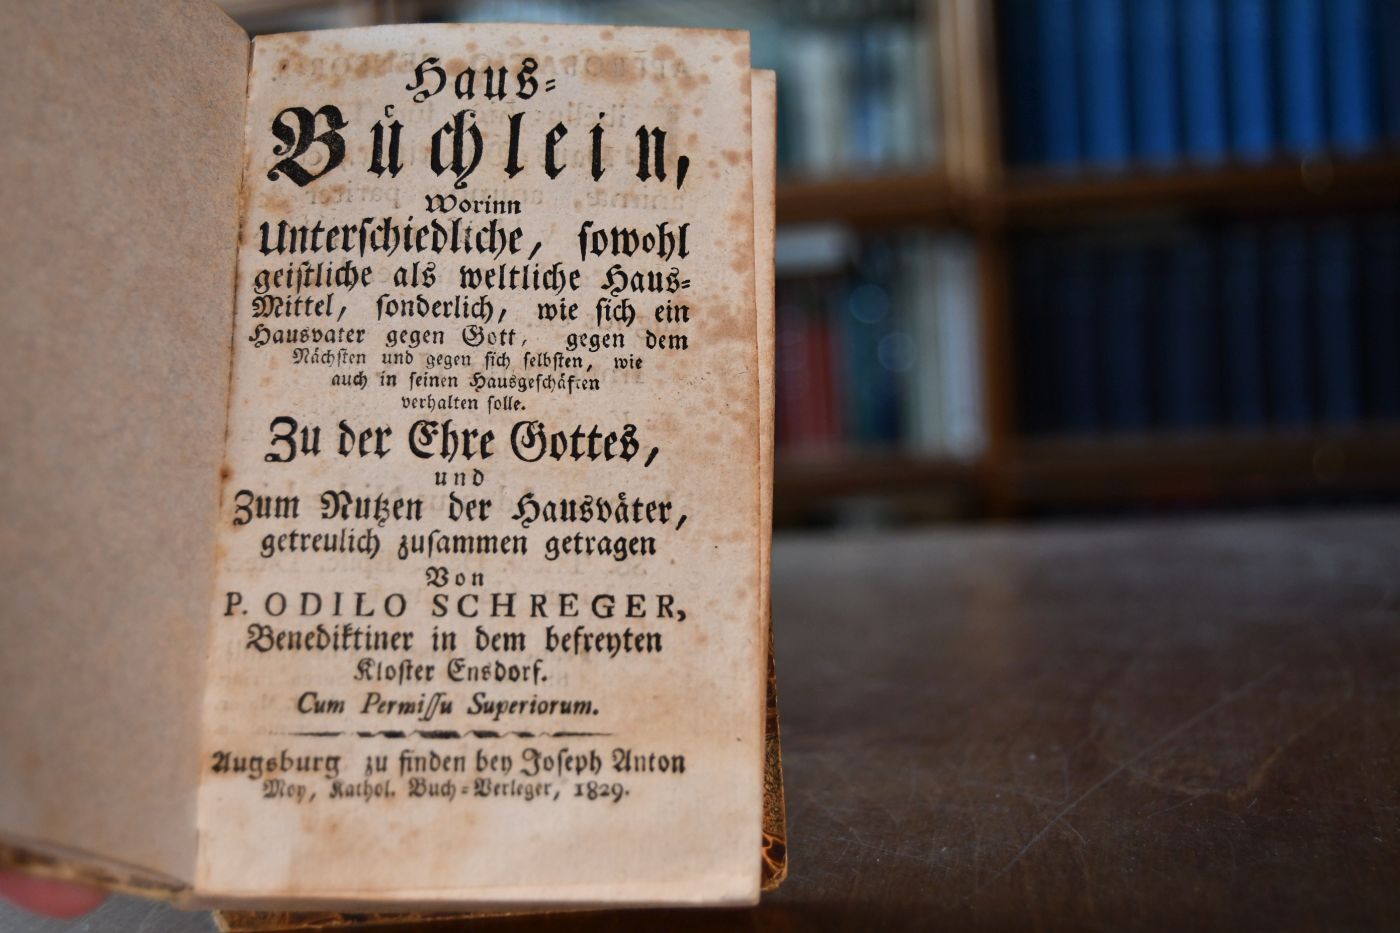 Haus-
Bůchlein,
Worinn
Unterſchiedliche, ſowohl
geiſtliche als weltliche Haus-
Mittel, ſonderlich, wie ſich ein
Hausvater gegen Gott, gegen dem
Nächſten und gegen ſich ſelbſten, wie
auch in ſeinen Hausgeſchäften
verhalten ſolle.
Zu der Ehre Gottes,
und
Zum Nutzen der Hausväter,
getreulich zuſammen getragen
Von
P. ODILO SCHREGER,
Benediktiner in dem befreyten
Kloſter Ensdorf.
Cum Permiſſu Superiorum.
Augsburg zu finden bey Joſeph Anton
Moy, Kathol. Buch-Verleger, 1829.